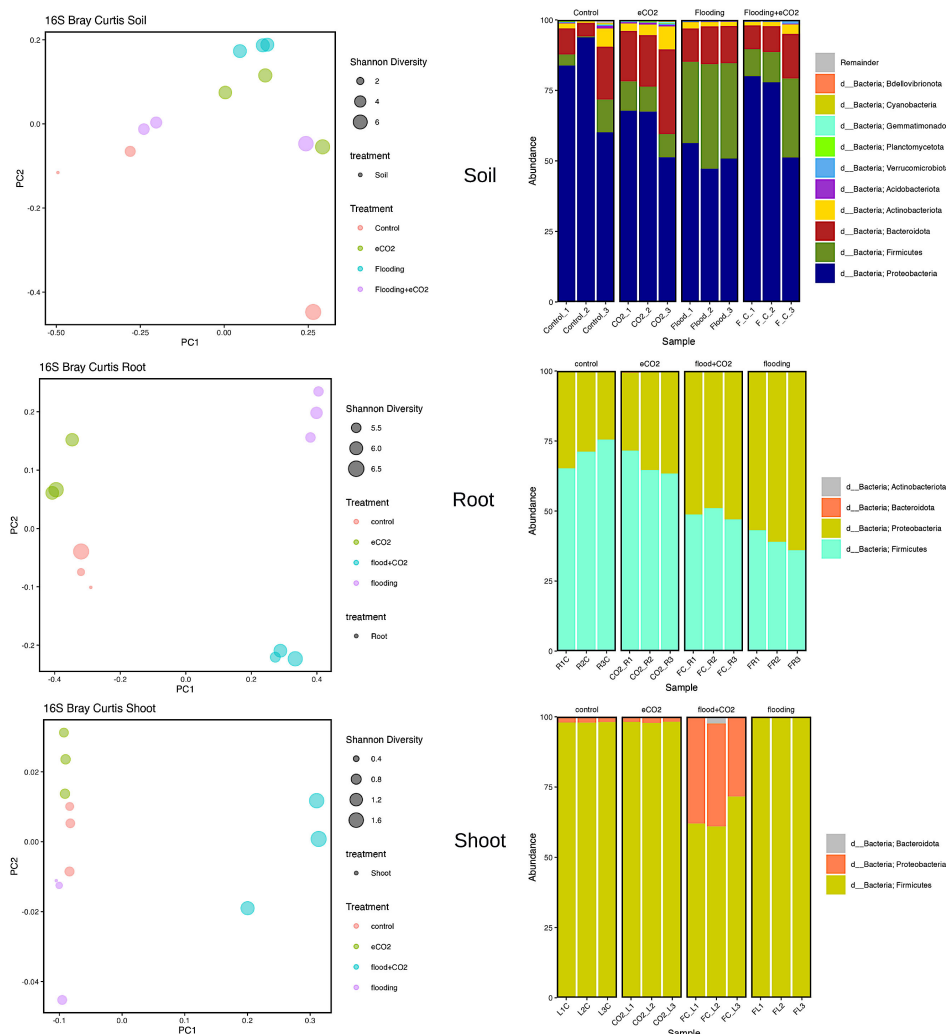 16S Bray Curtis Soil
0.2
0.0
-0.2
-0.4
PC2
-0.50
-0.25
0.00
0.25
PC1
Shannon Diversity
2
4
6
treatment
Soil
Treatment
Control
eCO2
Flooding
Flooding+eCO2
Soil
Control
eCO2
Flooding
Flooding+eCO2
100
75
50
25
0
Abundance
Control_1
Control_2
Control_3
CO2_1
CO2_2
CO2_3
Flood_1
Flood_2
Flood_3
F_C_1
F_C_2
F_C_3
Sample
Remainder
d__Bacteria; Bdellovibrionota
d__Bacteria; Cyanobacteria
d__Bacteria; Gemmatimonado
d__Bacteria; Planctomycetota
d__Bacteria; Verrucomicrobiot
d__Bacteria; Acidobacteriota
d__Bacteria; Actinobacteriota
d__Bacteria; Bacteroidota
d__Bacteria; Firmicutes
d__Bacteria; Proteobacteria
16S Bray Curtis Root
0.2
0.1
0.0
-0.1
-0.2
PC2
-0.4
-0.2
0.0
0.2
0.4
PC1
Shannon Diversity
5.5
6.0
6.5
Treatment
control
eCO2
flood+CO2
flooding
treatment
Root
Root
control
eCO2
flood+CO2
flooding
100
75
50
25
0
Abundance
R1C
R2C
R3C
CO2_R1
CO2_R2
CO2_R3
FC_R1
FC_R2
FC_R3
FR1
FR2
FR3
Sample
d__Bacteria; Actinobacteriota
d__Bacteria; Bacteroidota
d__Bacteria; Proteobacteria
d__Bacteria; Firmicutes
16S Bray Curtis Shoot
0.02
0.00
-0.02
-0.04
PC2
-0.1
0.0
0.1
0.2
0.3
PC1
Shannon Diversity
0.4
0.8
1.2
1.6
treatment
Shoot
Treatment
control
eCO2
flood+CO2
flooding
Shoot
control
eCO2
flood+CO2
flooding
100
75
50
25
0
Abundance
L1C
L2C
L3C
CO2_L1
CO2_L2
CO2_L3
FC_L1
FC_L2
FC_L3
FL1
FL2
FL3
Sample
d__Bacteria; Bacteroidota
d__Bacteria; Proteobacteria
d__Bacteria; Firmicutes